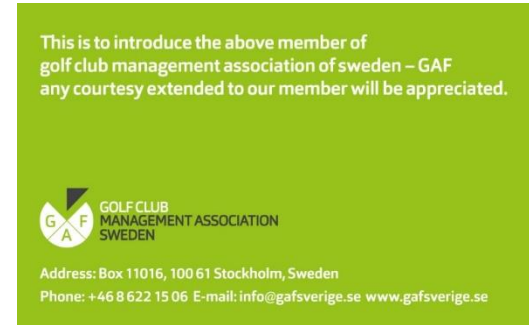 This is to introduce the above member of
golf club management association of sweden – GAF
any courtesy extended to our member will be appreciated.
G F
A
GOLF CLUB
MANAGEMENT ASSOCIATION
SWEDEN
Address: Box 11016, 100 61 Stockholm, Sweden
Phone: +46 8 622 15 06 E-mail: info@gafsverige.se www.gafsverige.se